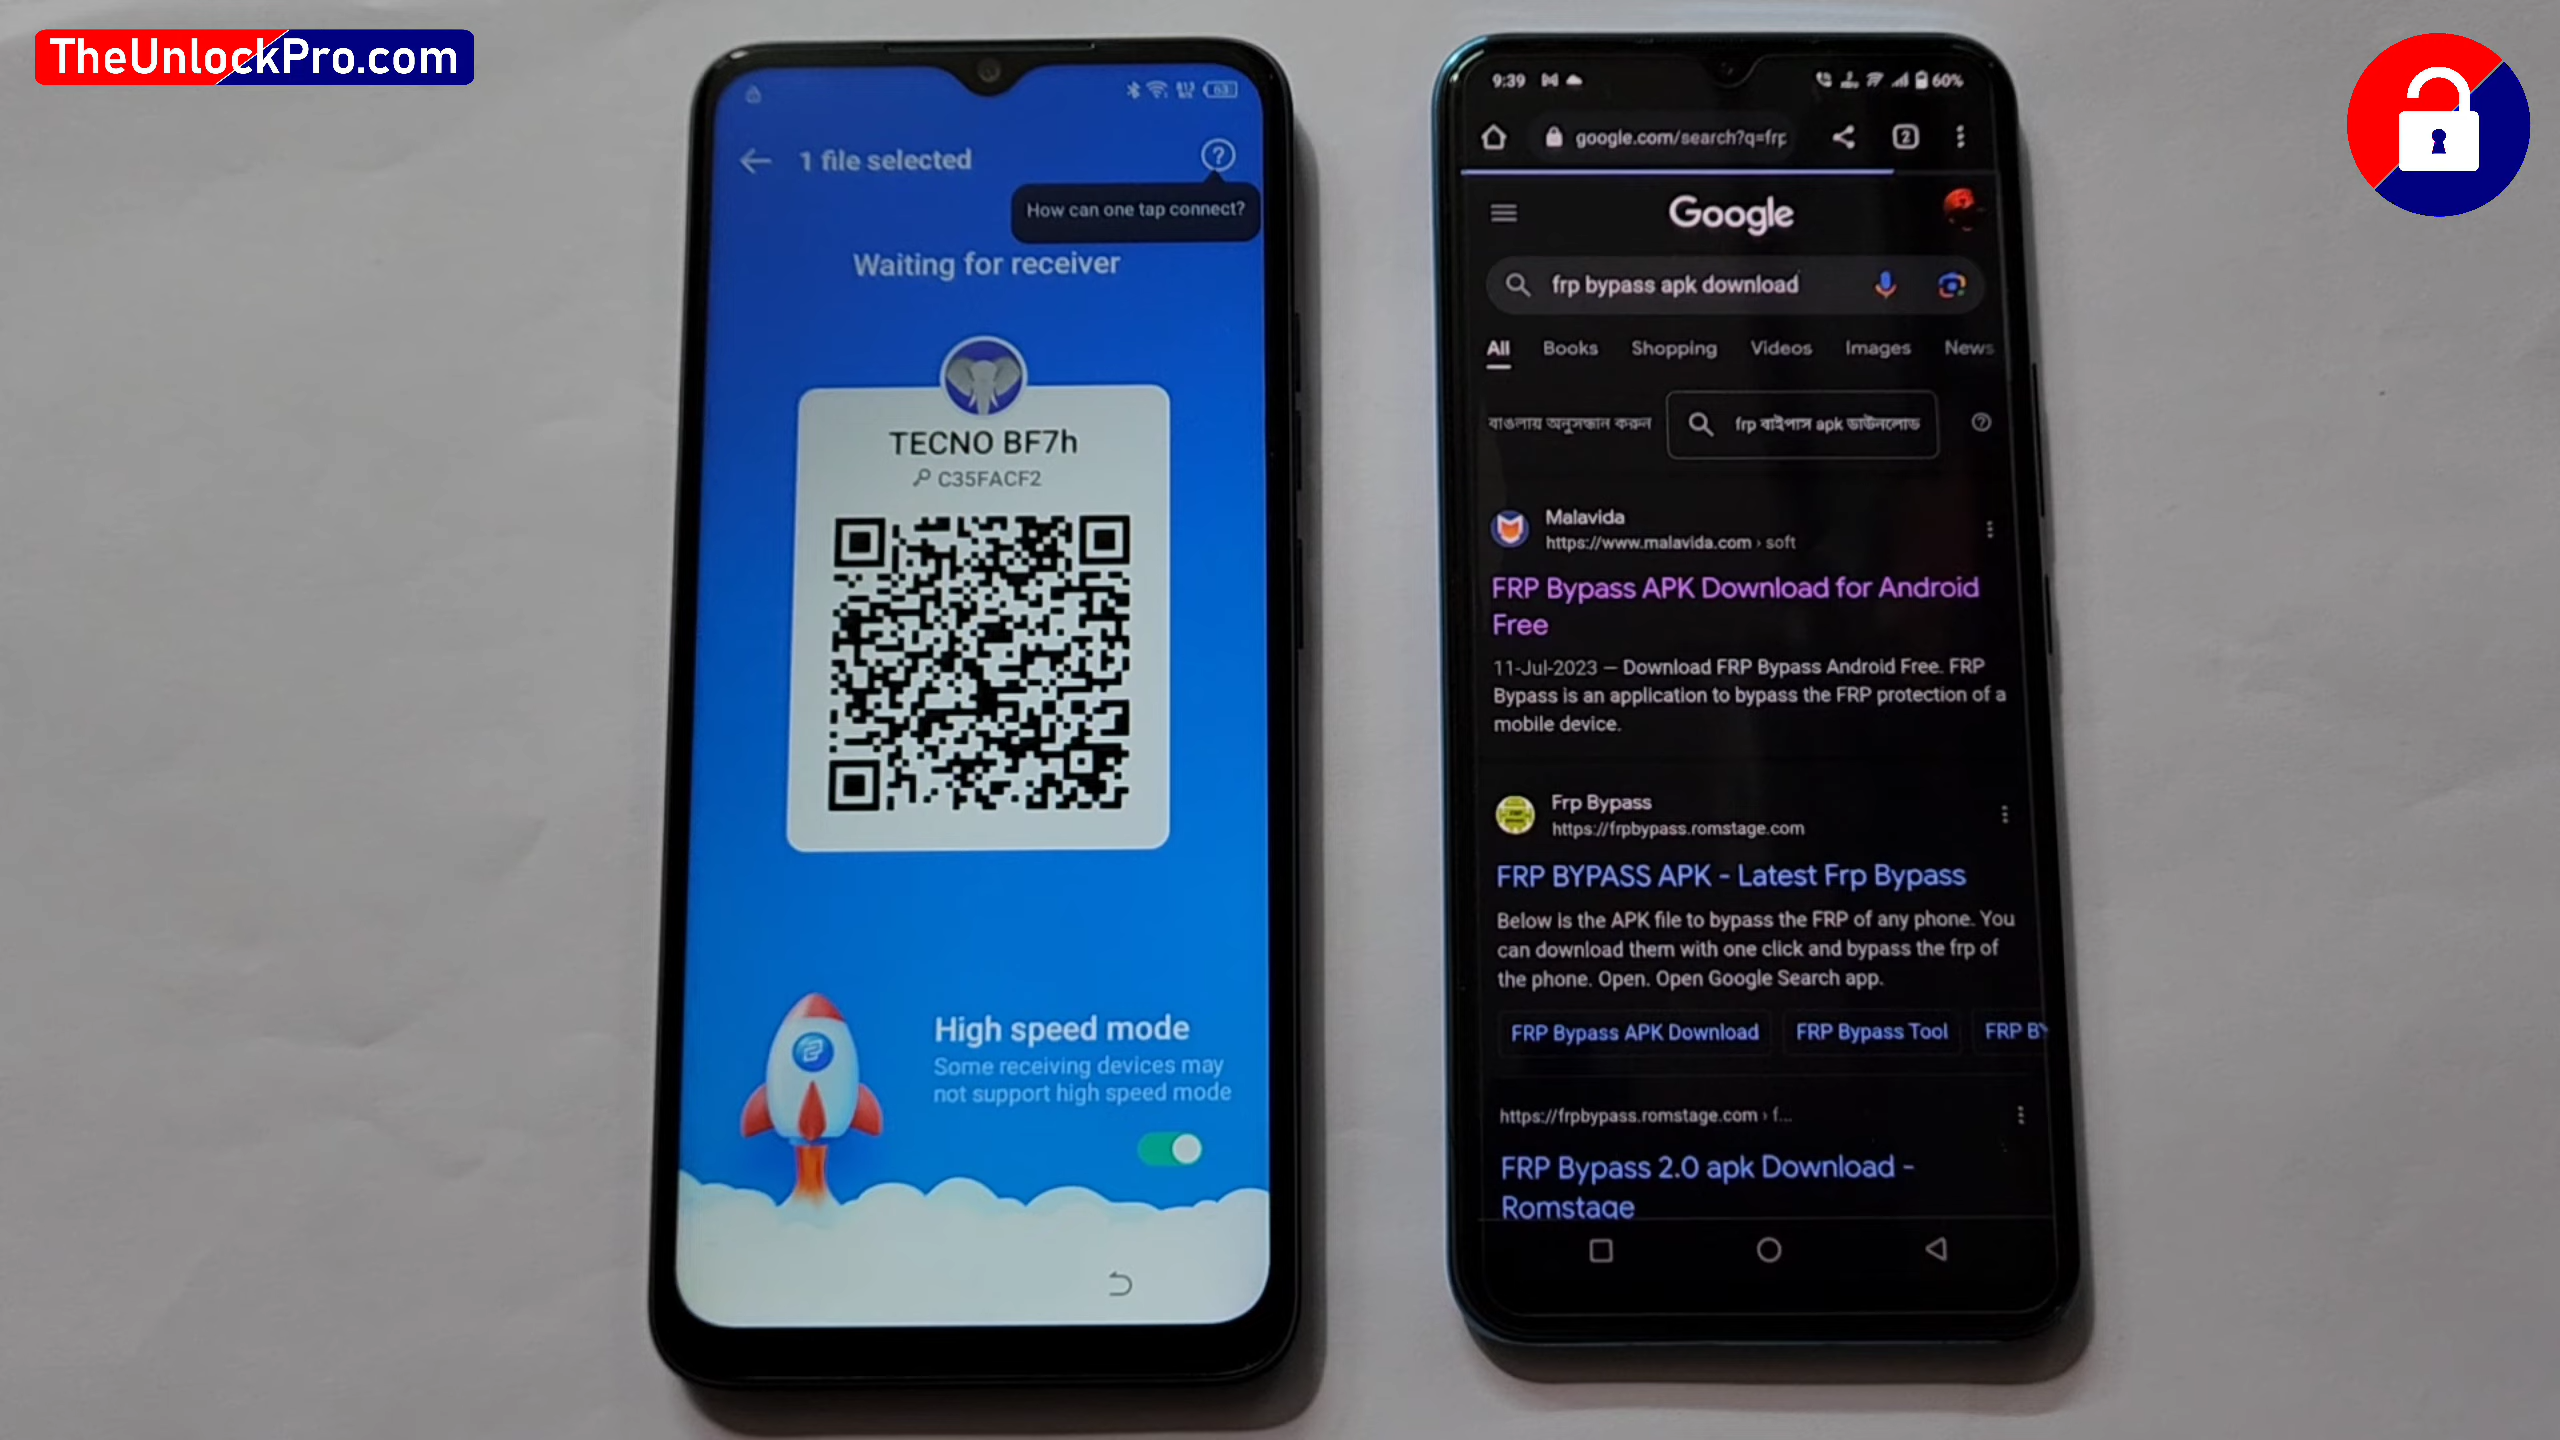 TheUnlockPro.com
1 file selected
How can one tap connect?
Waiting for receiver
TECNO BF7h
C35FACF2
High speed mode
Some receiving devices may
not support high speed mode
9:39
60%
google.com/search?q=frp
2
Google
frp bypass apk download
All Books Shopping Videos Images News
বাঙলায় অনুসন্ধান করুন
frp বাইপাস apk ডাউনলোড
Malavida
https://www.malavida.com › soft
FRP Bypass APK Download for Android
Free
11-Jul-2023 — Download FRP Bypass Android Free. FRP
Bypass is an application to bypass the FRP protection of a
mobile device.
Frp Bypass
https://frpbypass.romstage.com
FRP BYPASS APK - Latest Frp Bypass
Below is the APK file to bypass the FRP of any phone. You
can download them with one click and bypass the frp of
the phone. Open. Open Google Search app.
FRP Bypass APK Download
FRP Bypass Tool
FRP BY
https://frpbypass.romstage.com › f...
FRP Bypass 2.0 apk Download -
Romstage